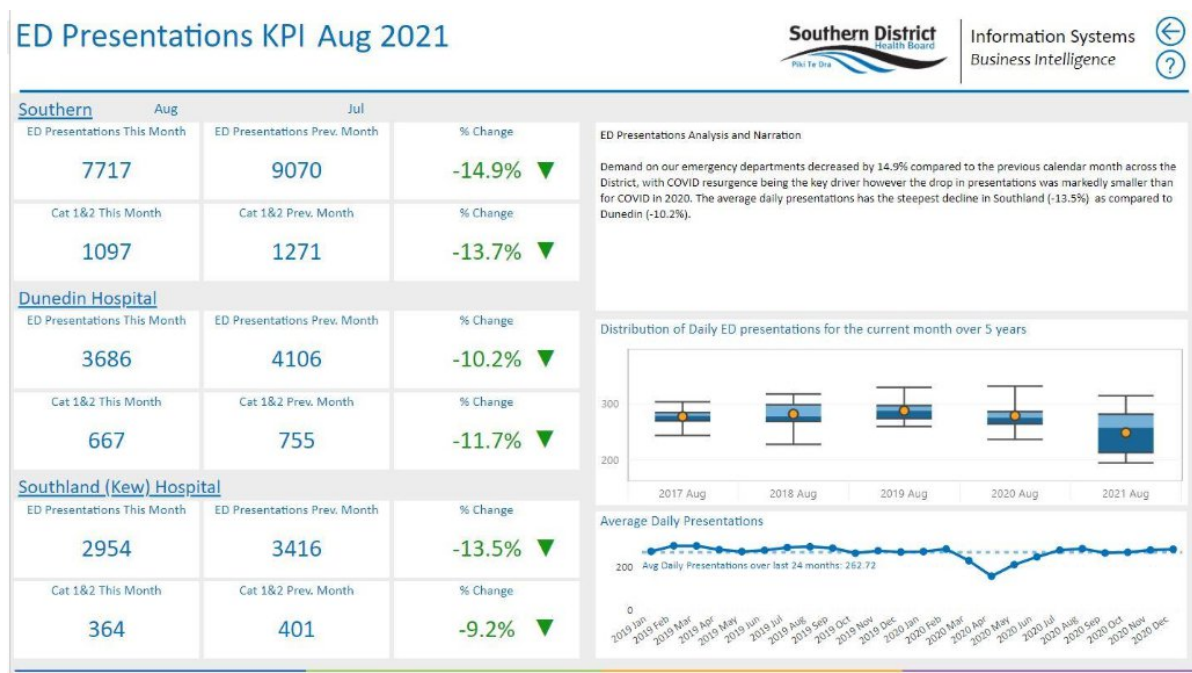 ED Presentations KPI Aug 2021
Southern District
Health Board
Piki Te Ora
Information Systems
Business Intelligence
Southern Aug Jul
ED Presentations This Month ED Presentations Prev. Month % Change
7717 9070 -14.9%
Cat 1&2 This Month Cat 1&2 Prev. Month % Change
1097 1271 -13.7%
Dunedin Hospital
ED Presentations This Month ED Presentations Prev. Month % Change
3686 4106 -10.2%
Cat 1&2 This Month Cat 1&2 Prev. Month % Change
667 755 -11.7%
Southland (Kew) Hospital
ED Presentations This Month ED Presentations Prev. Month % Change
2954 3416 -13.5%
Cat 1&2 This Month Cat 1&2 Prev. Month % Change
364 401 -9.2%
ED Presentations Analysis and Narration
Demand on our emergency departments decreased by 14.9% compared to the previous calendar month across the
District, with COVID resurgence being the key driver however the drop in presentations was markedly smaller than
for COVID in 2020. The average daily presentations has the steepest decline in Southland (-13.5%) as compared to
Dunedin (-10.2%).
Distribution of Daily ED presentations for the current month over 5 years
300
200
2017 Aug 2018 Aug 2019 Aug 2020 Aug 2021 Aug
Average Daily Presentations
200 Avg Daily Presentations over last 24 months: 262.72
0
2019 Jan 2019 Feb 2019 Mar 2019 Apr 2019 May 2019 Jun 2019 Jul 2019 Aug 2019 Sep 2019 Oct 2019 Nov 2019 Dec 2020 Jan 2020 Feb 2020 Mar 2020 Apr 2020 May 2020 Jun 2020 Jul 2020 Aug 2020 Sep 2020 Oct 2020 Nov 2020 Dec